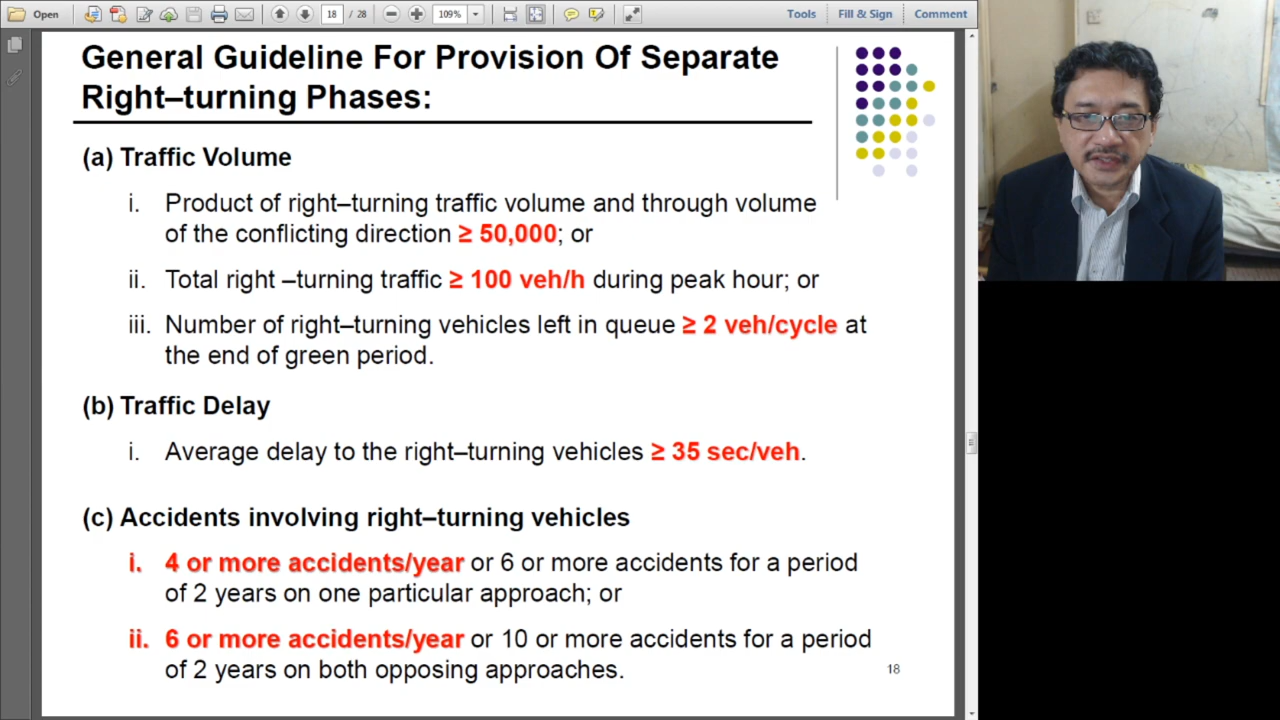 Open
18 / 28
109%
Tools
Fill & Sign
Comment
General Guideline For Provision Of Separate
Right–turning Phases:
(a) Traffic Volume
i. Product of right–turning traffic volume and through volume
of the conflicting direction ≥ 50,000; or
ii. Total right –turning traffic ≥ 100 veh/h during peak hour; or
iii. Number of right–turning vehicles left in queue ≥ 2 veh/cycle at
the end of green period.
(b) Traffic Delay
i. Average delay to the right–turning vehicles ≥ 35 sec/veh.
(c) Accidents involving right–turning vehicles
i. 4 or more accidents/year or 6 or more accidents for a period
of 2 years on one particular approach; or
ii. 6 or more accidents/year or 10 or more accidents for a period
of 2 years on both opposing approaches.
18